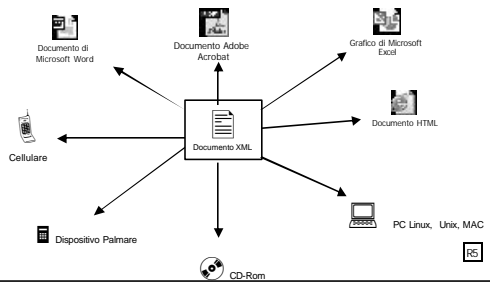 Documento di
Microsoft Word
Documento Adobe
Acrobat
Grafico di Microsoft
Excel
Documento HTML
Documento XML
Cellulare
PC Linux, Unix, MAC
Dispositivo Palmare
R5
CD-Rom